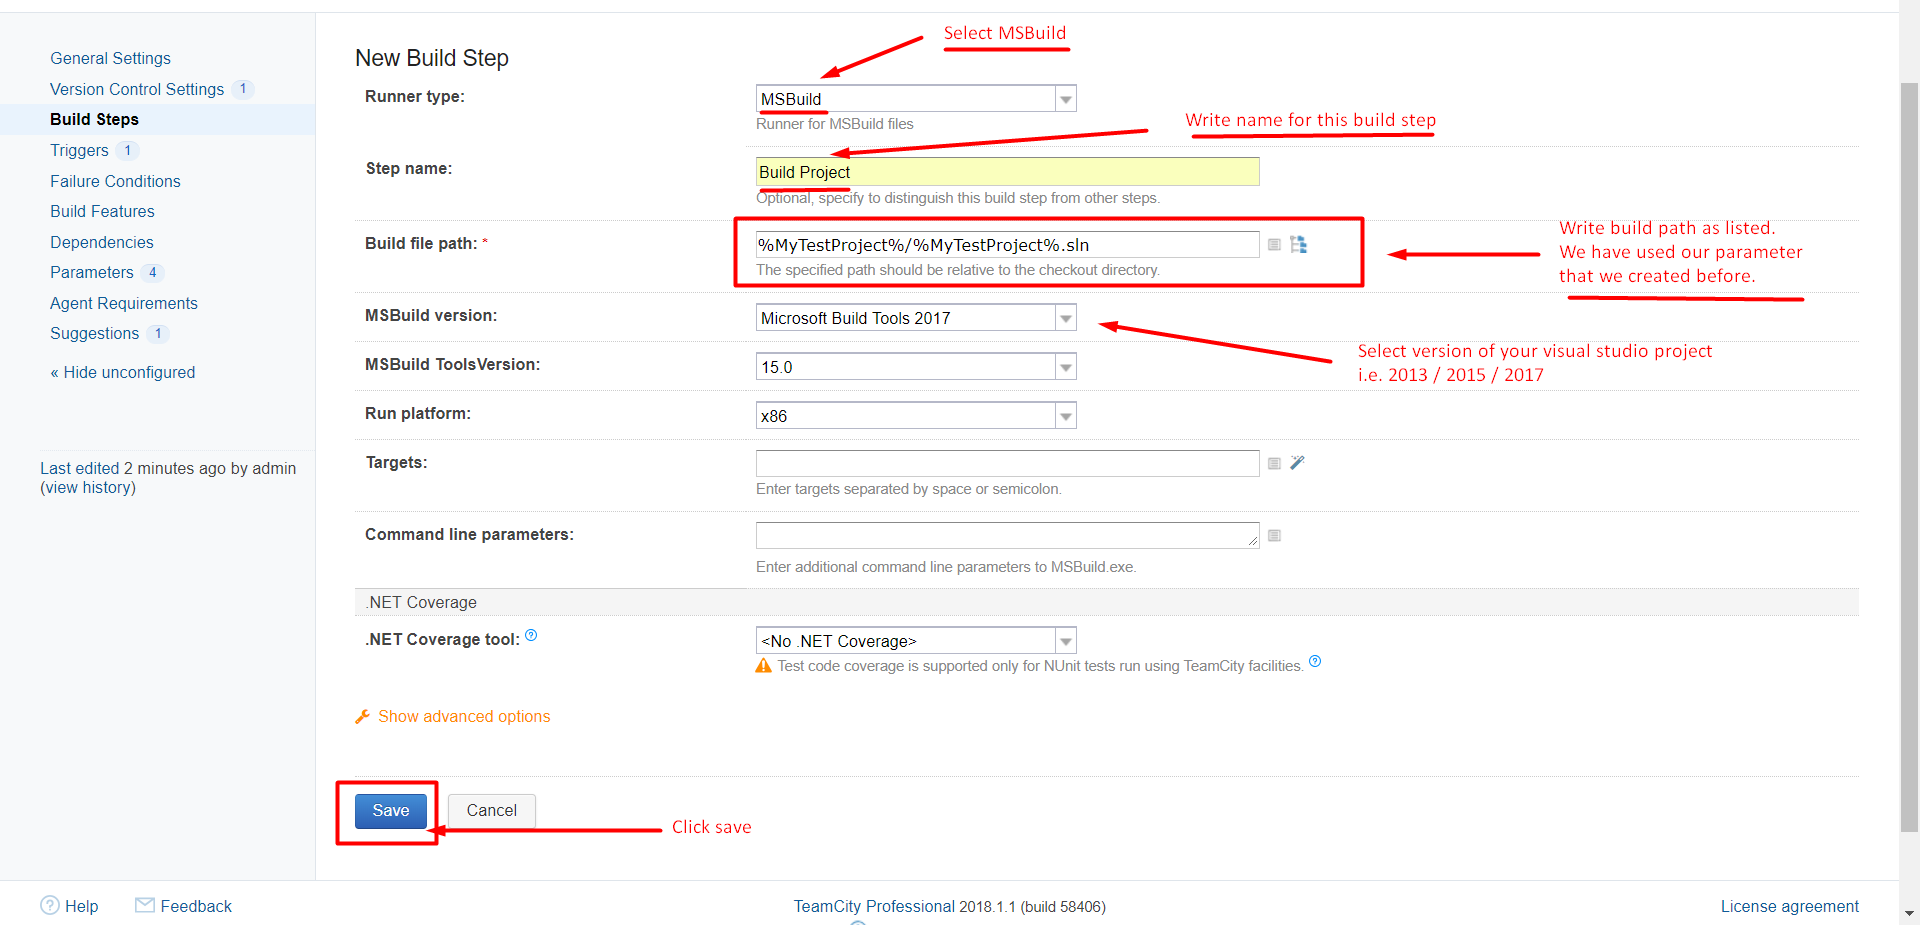 Select MSBuild
New Build Step
General Settings
Version Control Settings 1
Build Steps
Triggers 1
Failure Conditions
Build Features
Dependencies
Parameters 4
Agent Requirements
Suggestions 1
« Hide unconfigured
Last edited 2 minutes ago by admin
(view history)
Runner type:
MSBuild
Runner for MSBuild files
Write name for this build step
Step name:
Build Project
Optional, specify to distinguish this build step from other steps.
Build file path: *
%MyTestProject%/%MyTestProject%.sln
The specified path should be relative to the checkout directory.
Write build path as listed.
We have used our parameter
that we created before.
MSBuild version:
Microsoft Build Tools 2017
Select version of your visual studio project
i.e. 2013 / 2015 / 2017
MSBuild ToolsVersion:
15.0
Run platform:
x86
Targets:
Enter targets separated by space or semicolon.
Command line parameters:
Enter additional command line parameters to MSBuild.exe.
.NET Coverage
.NET Coverage tool: ?
<No .NET Coverage>
Test code coverage is supported only for NUnit tests run using TeamCity facilities. ?
Show advanced options
Save
Cancel
Click save
? Help
Feedback
TeamCity Professional 2018.1.1 (build 58406)
License agreement